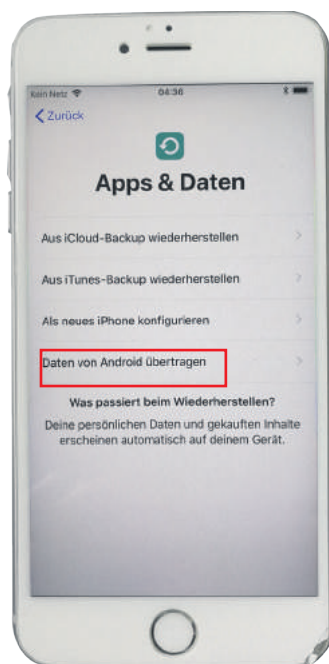 Kein Netz 04:36
Zurück
Apps & Daten
Aus iCloud-Backup wiederherstellen
Aus iTunes-Backup wiederherstellen
Als neues iPhone konfigurieren
Daten von Android übertragen
Was passiert beim Wiederherstellen?
Deine persönlichen Daten und gekauften Inhalte
erscheinen automatisch auf deinem Gerät.